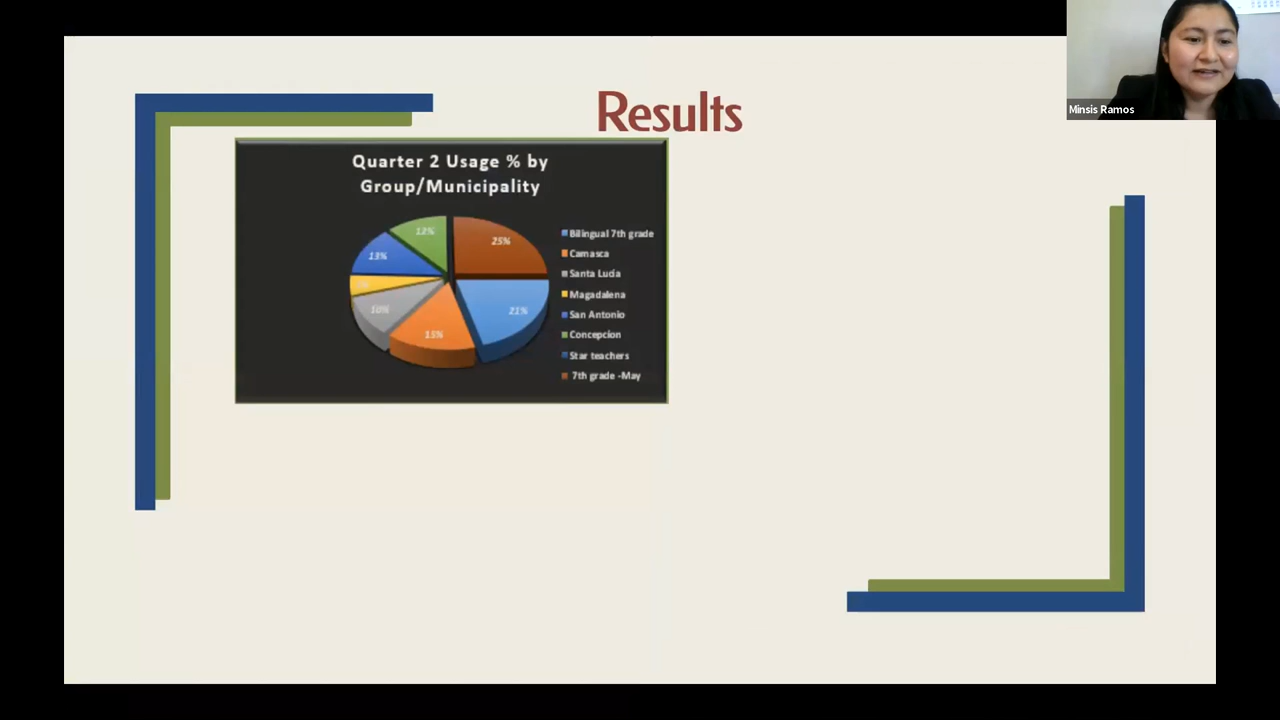 Minsis Ramos
Results
Quarter 2 Usage % by
Group/Municipality
12%
25%
13%
10%
21%
15%
Bilingual 7th grade
Camasca
Santa Lucia
Magadalena
San Antonio
Concepcion
Star teachers
7th grade -May